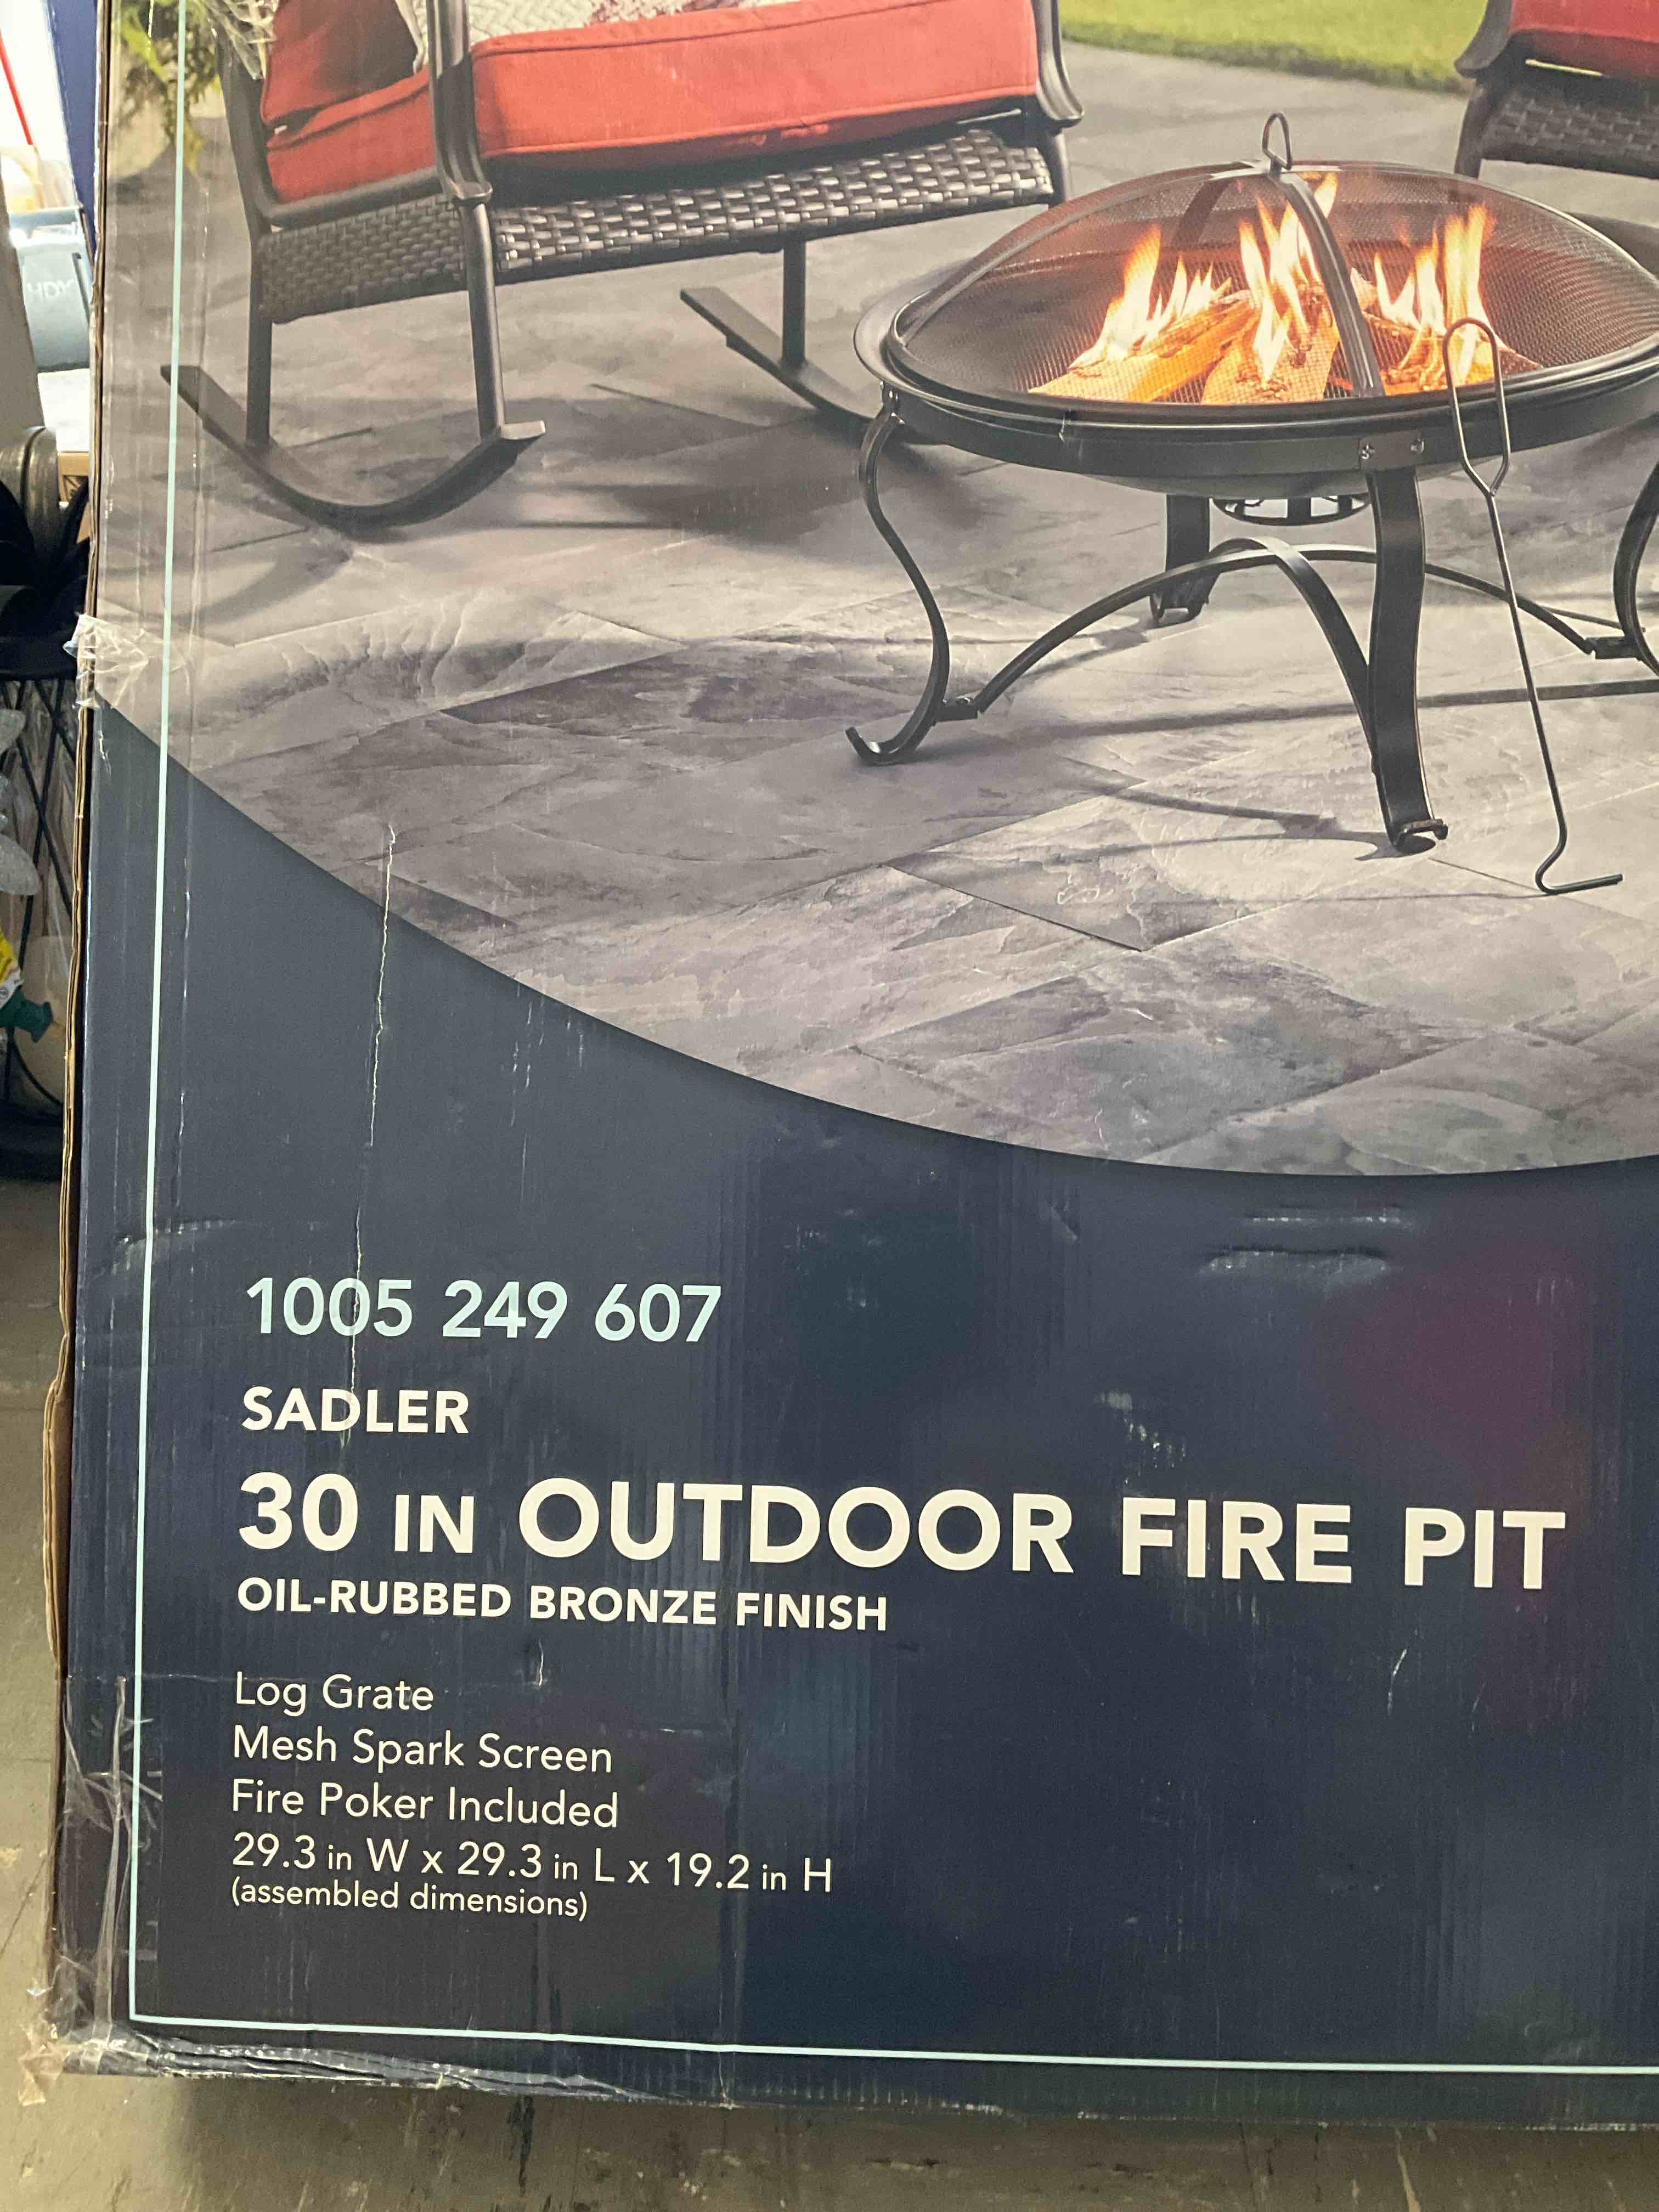 1005 249 607
SADLER
30 IN OUTDOOR FIRE PIT
OIL-RUBBED BRONZE FINISH
Log Grate
Mesh Spark Screen
Fire Poker Included
29.3 in W x 29.3 in L x 19.2 in H
(assembled dimensions)